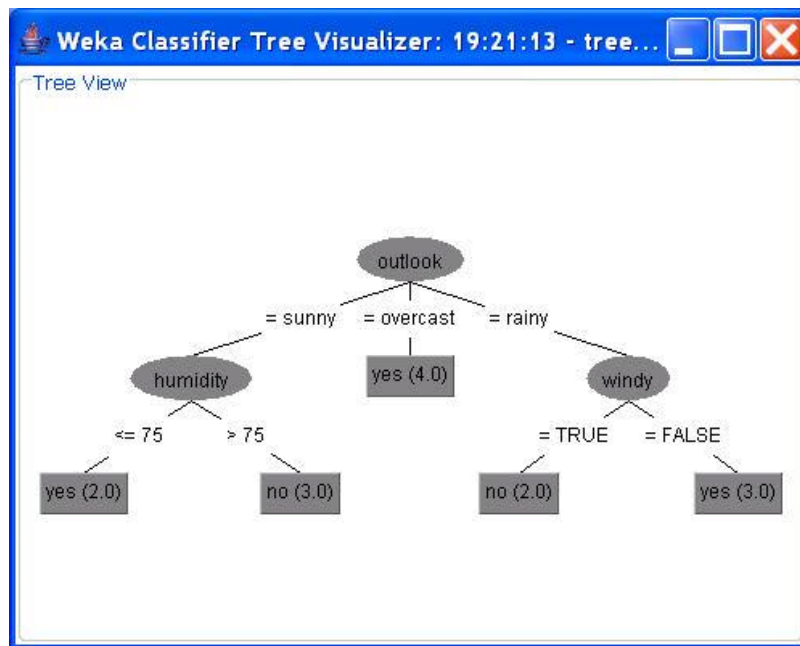 Weka Classifier Tree Visualizer: 19:21:13 - tree...
Tree View
outlook
= sunny = overcast = rainy
humidity yes (4.0) windy
<= 75 > 75 = TRUE = FALSE
yes (2.0) no (3.0) no (2.0) yes (3.0)